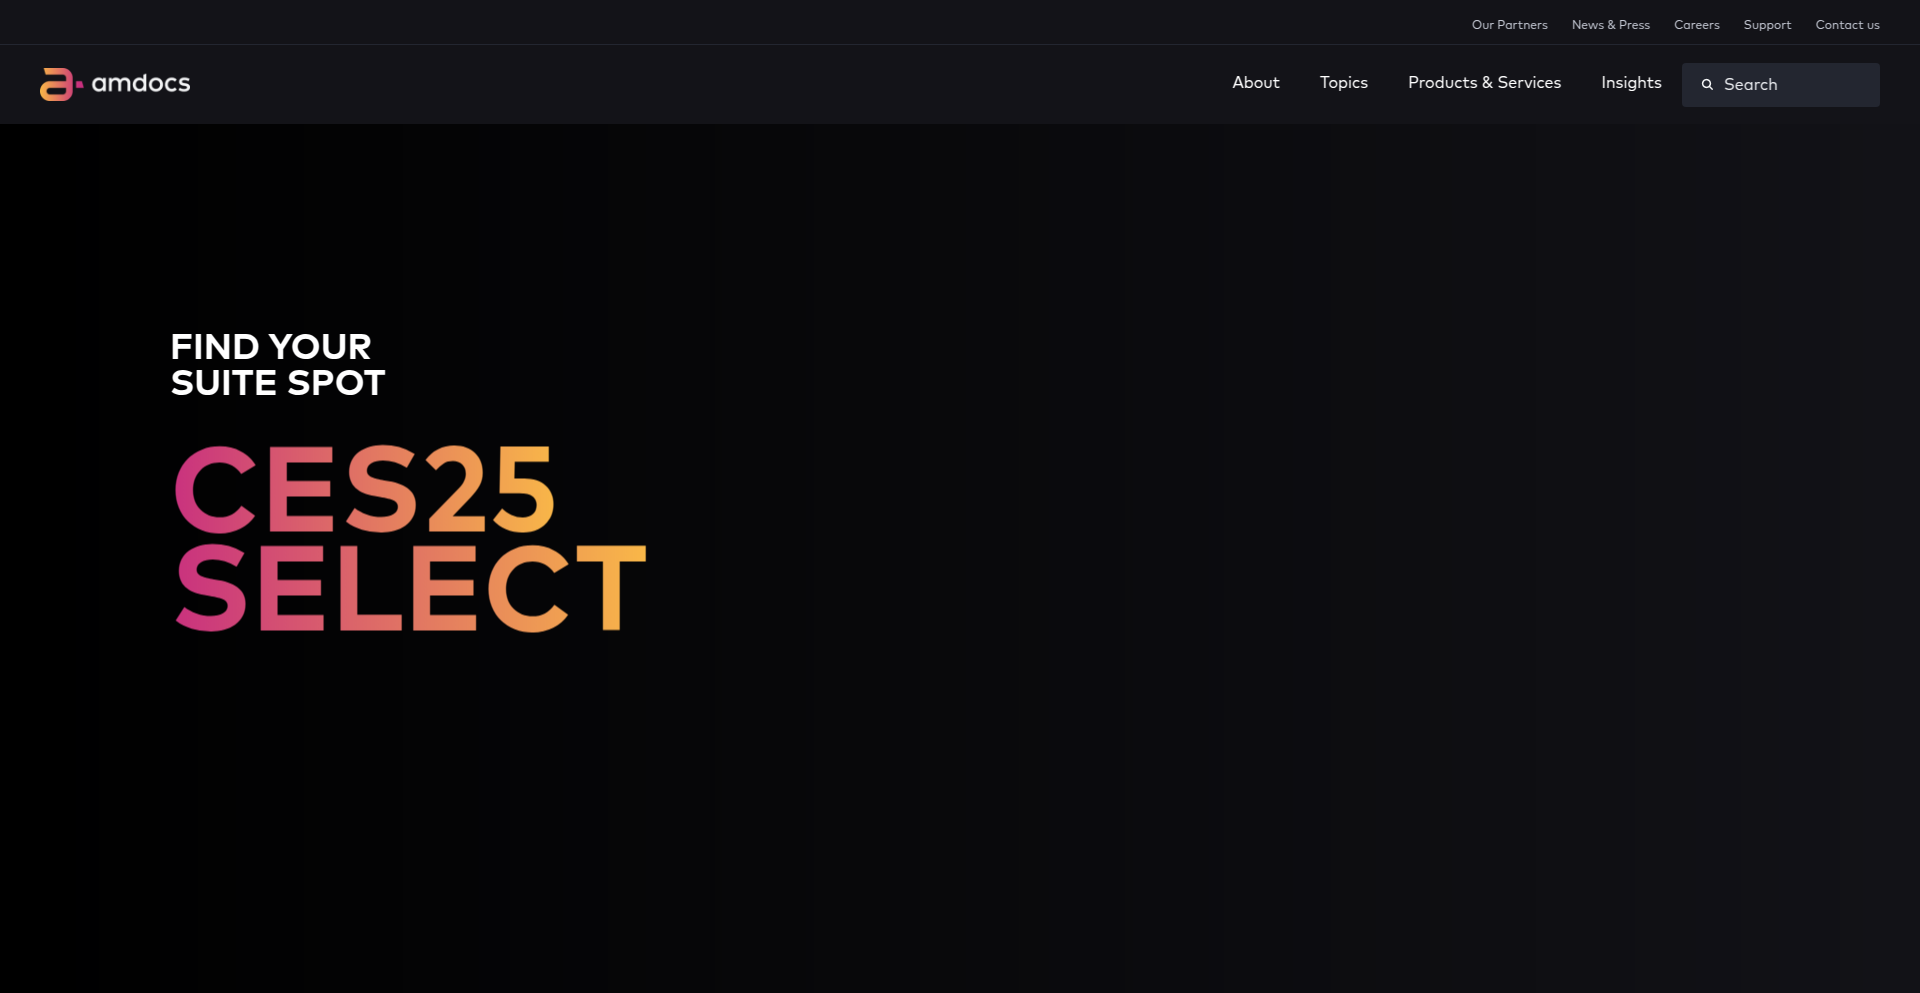 Our Partners News & Press Careers Support Contact us
amdocs About Topics Products & Services Insights Search
FIND YOUR
SUITE SPOT
CES25
SELECT